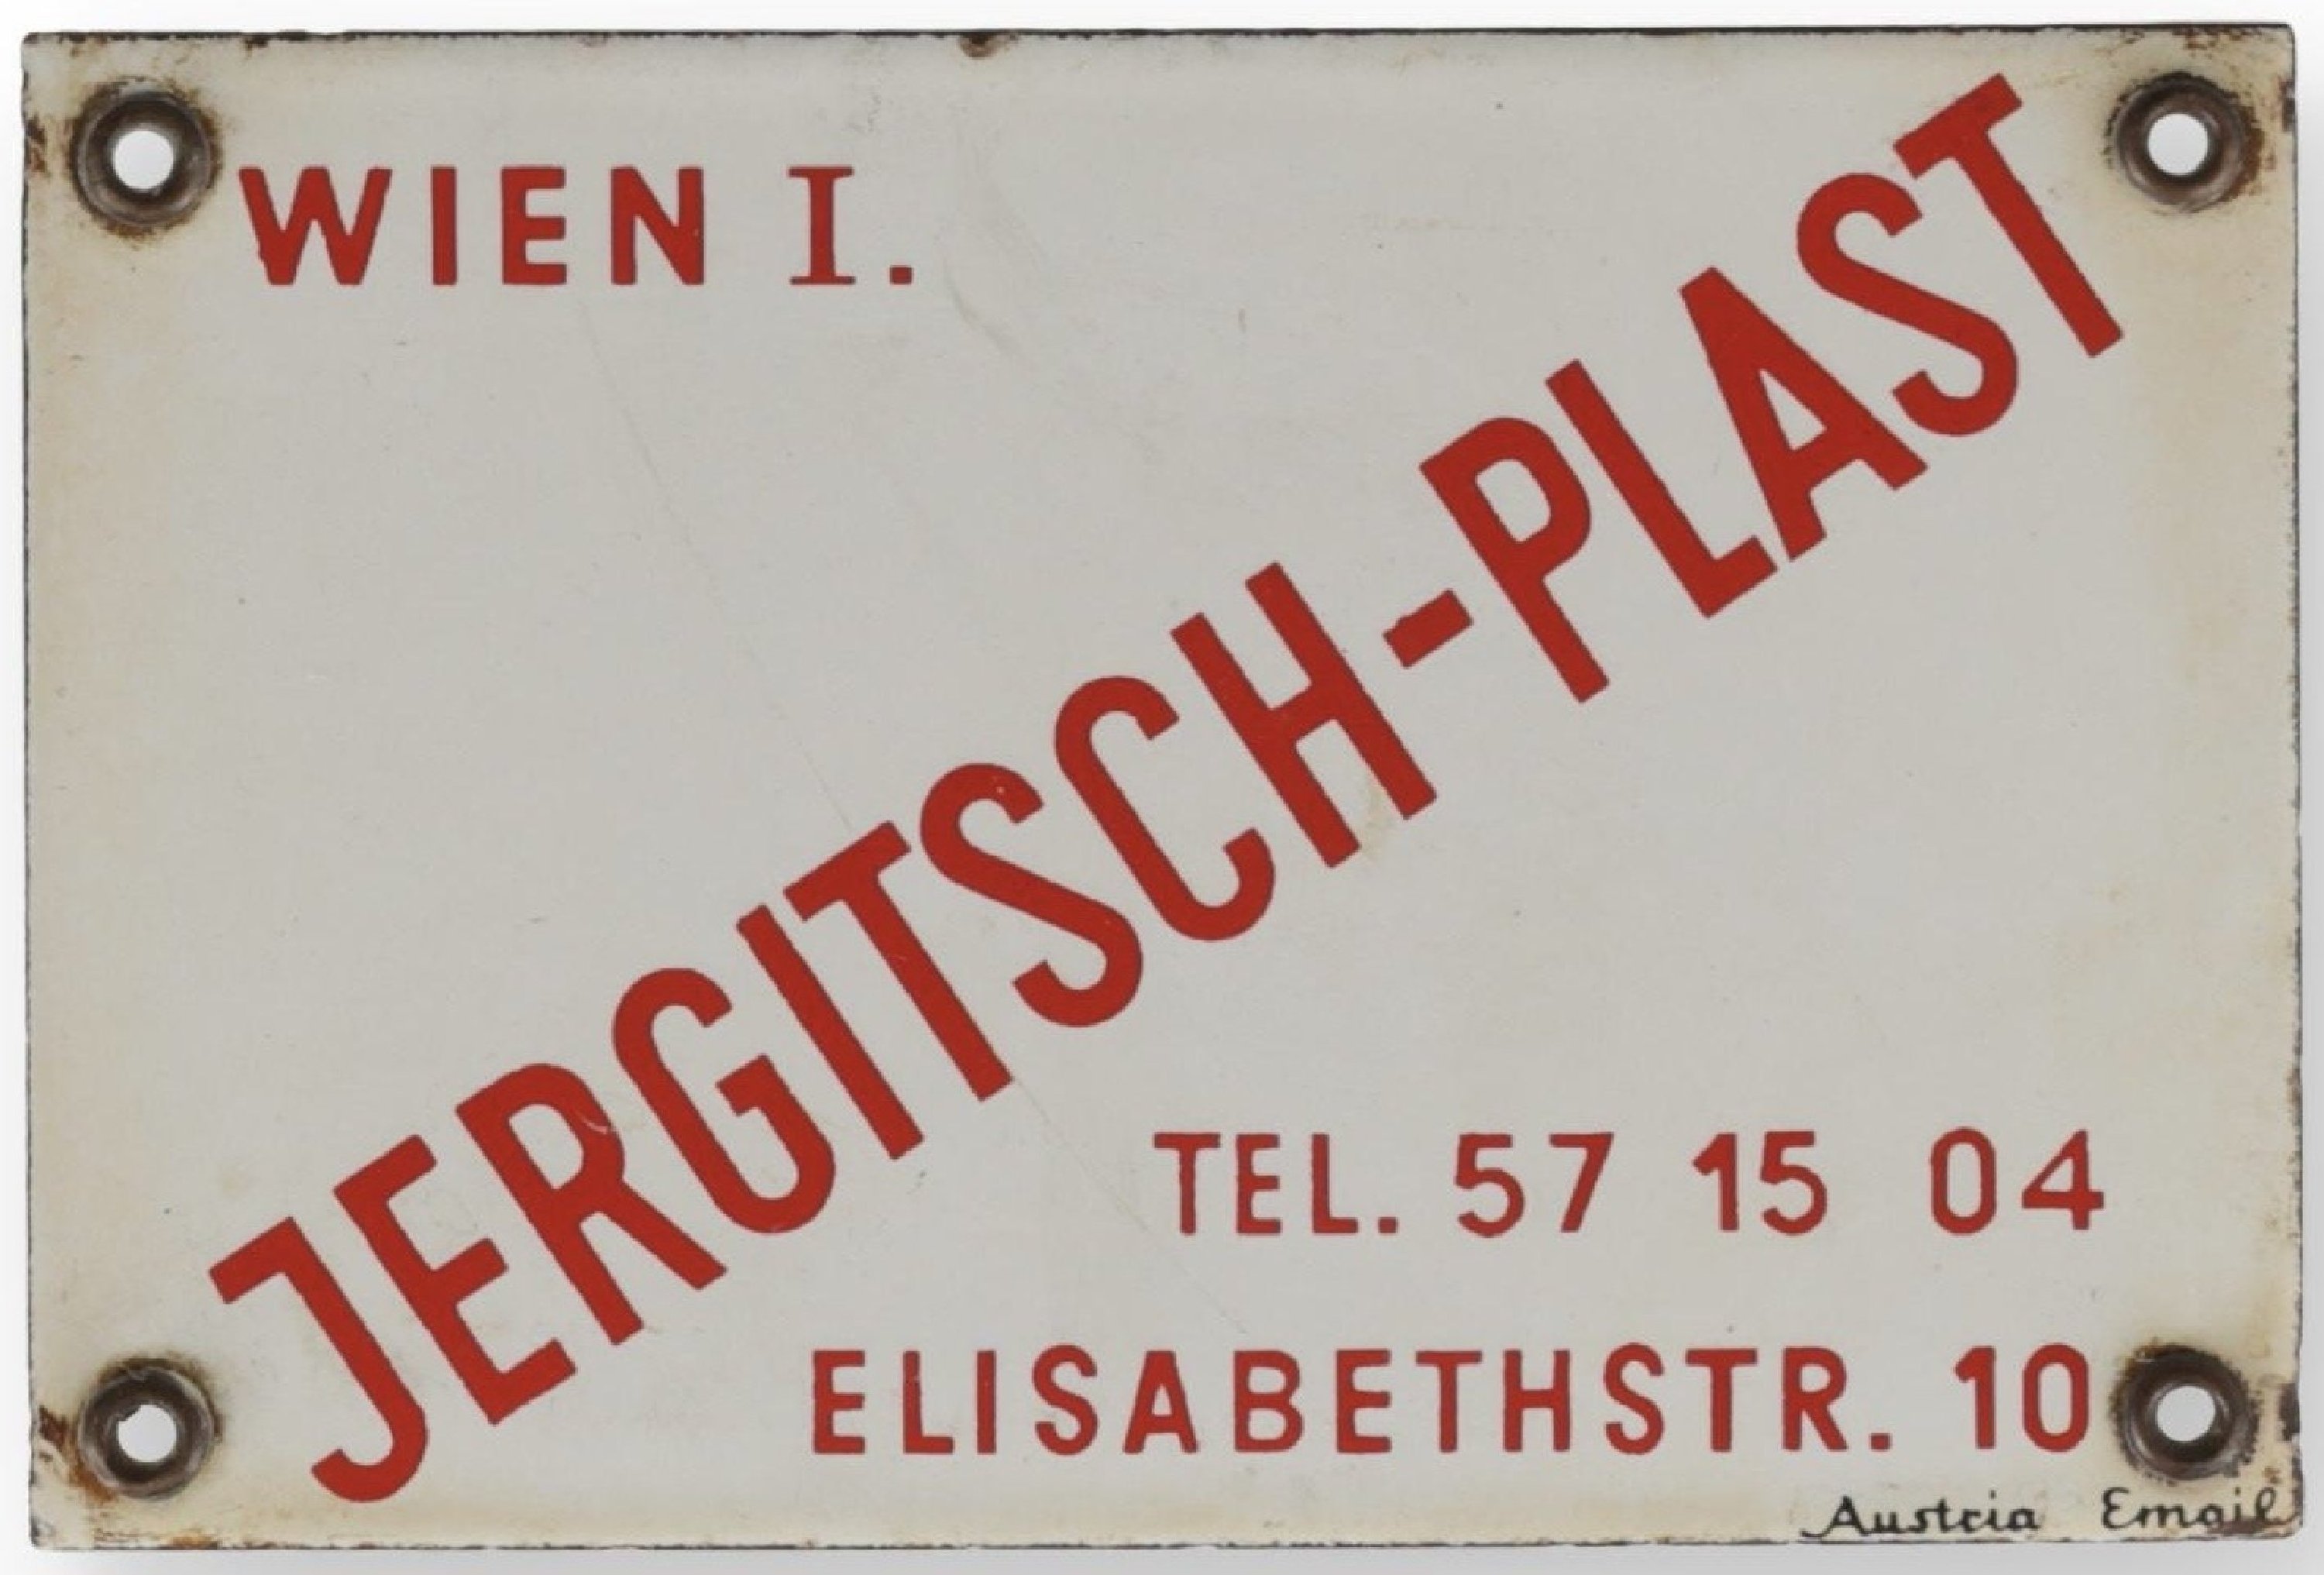 WIEN I.
JERGITSCH-PLAST
TEL. 57 15 04
ELISABETHSTR. 10
Austria Email